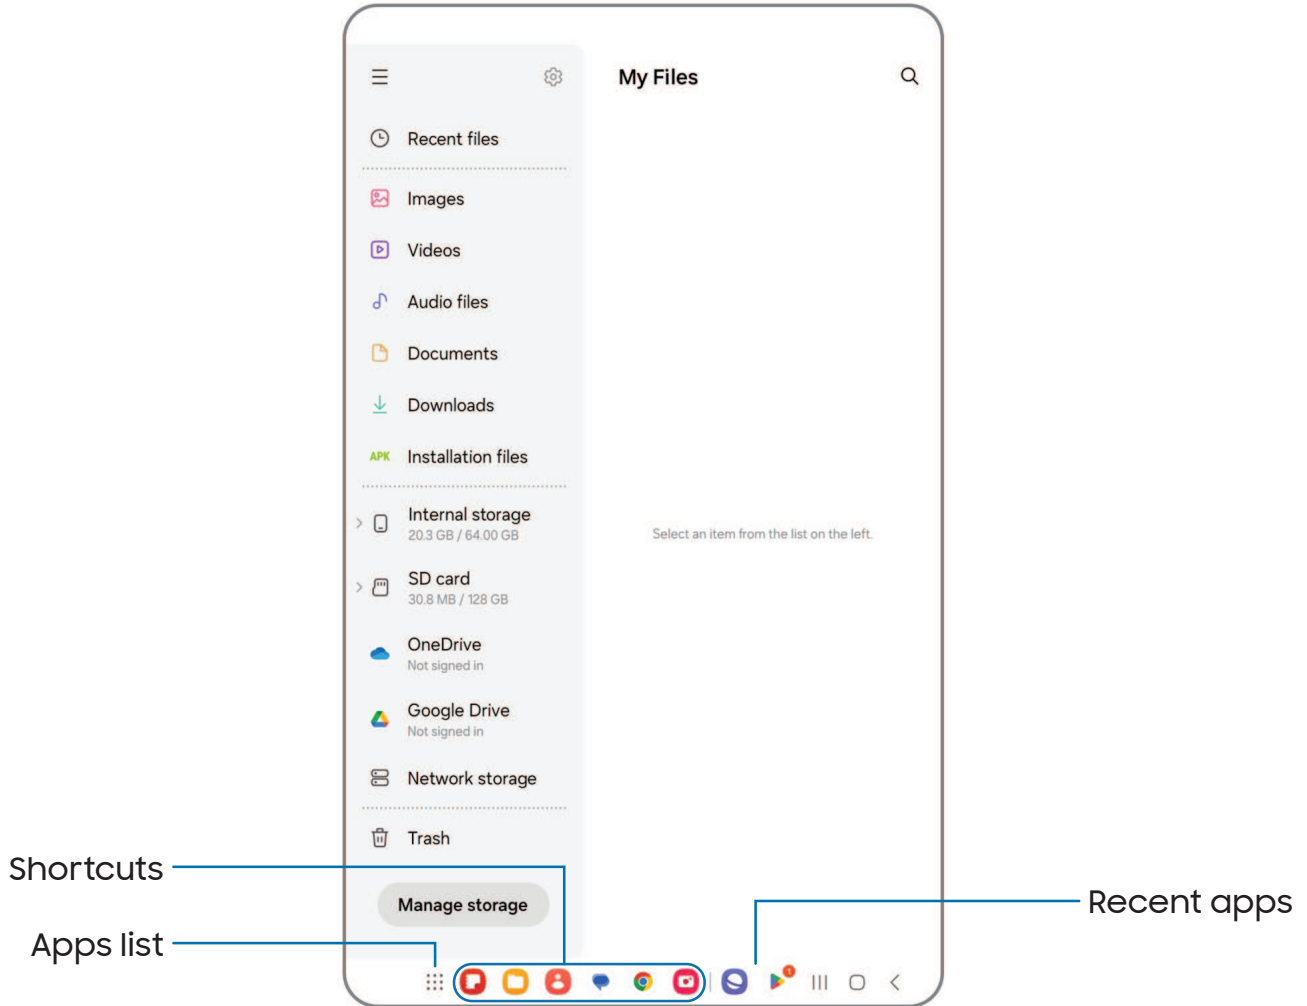 My Files
Recent files
Images
Videos
Audio files
Documents
Downloads
APK Installation files
Internal storage
20.3 GB / 64.00 GB
Select an item from the list on the left.
SD card
30.8 MB / 128 GB
OneDrive
Not signed in
Google Drive
Not signed in
Network storage
Trash
Shortcuts
Manage storage
Recent apps
Apps list
1